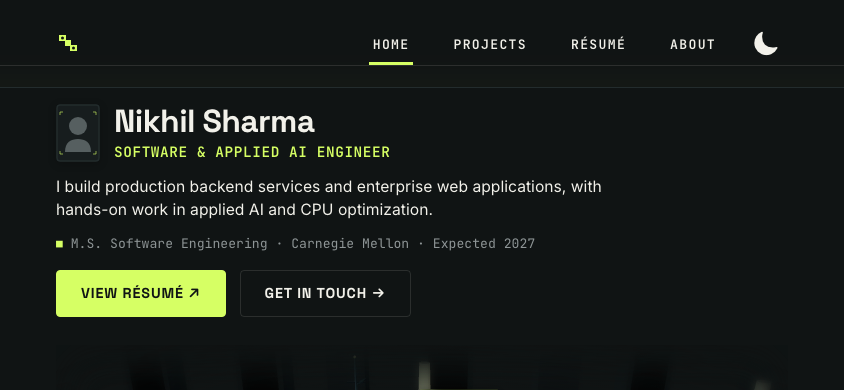 HOME
PROJECTS
RÉSUMÉ
ABOUT
Nikhil Sharma
SOFTWARE & APPLIED AI ENGINEER
I build production backend services and enterprise web applications, with
hands-on work in applied AI and CPU optimization.
M.S. Software Engineering · Carnegie Mellon · Expected 2027
VIEW RÉSUMÉ ↗
GET IN TOUCH →